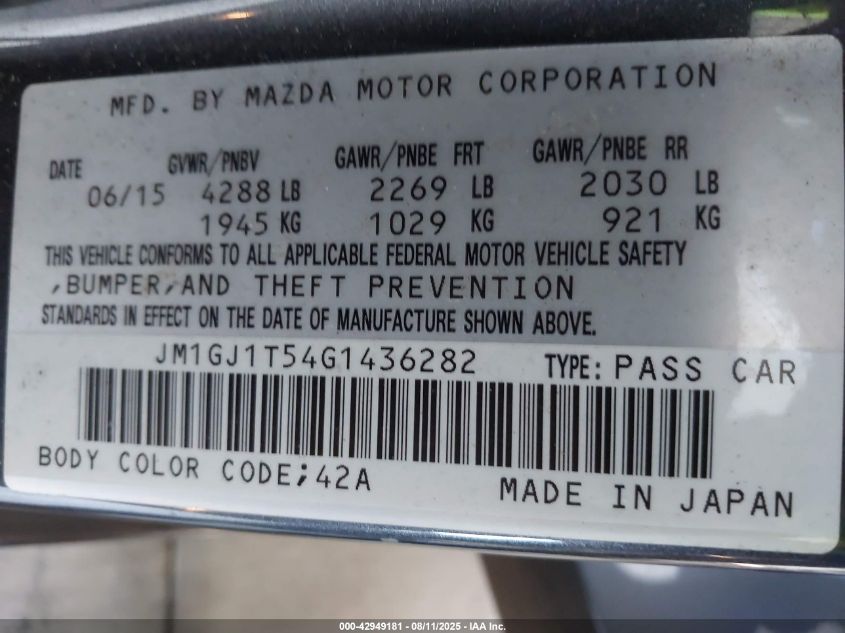 MFD. BY MAZDA MOTOR CORPORATION
DATE GVWR/PNBV GAWR/PNBE FRT GAWR/PNBE RR
06/15 4288 LB 2269 LB 2030 LB
1945 KG 1029 KG 921 KG
THIS VEHICLE CONFORMS TO ALL APPLICABLE FEDERAL MOTOR VEHICLE SAFETY
,BUMPER,AND THEFT PREVENTION
STANDARDS IN EFFECT ON THE DATE OF MANUFACTURE SHOWN ABOVE.
JM1GJ1T54G1436282 TYPE: PASS CAR
BODY COLOR CODE;42A
MADE IN JAPAN
000-42949181 - 08/11/2025 - IAA Inc.